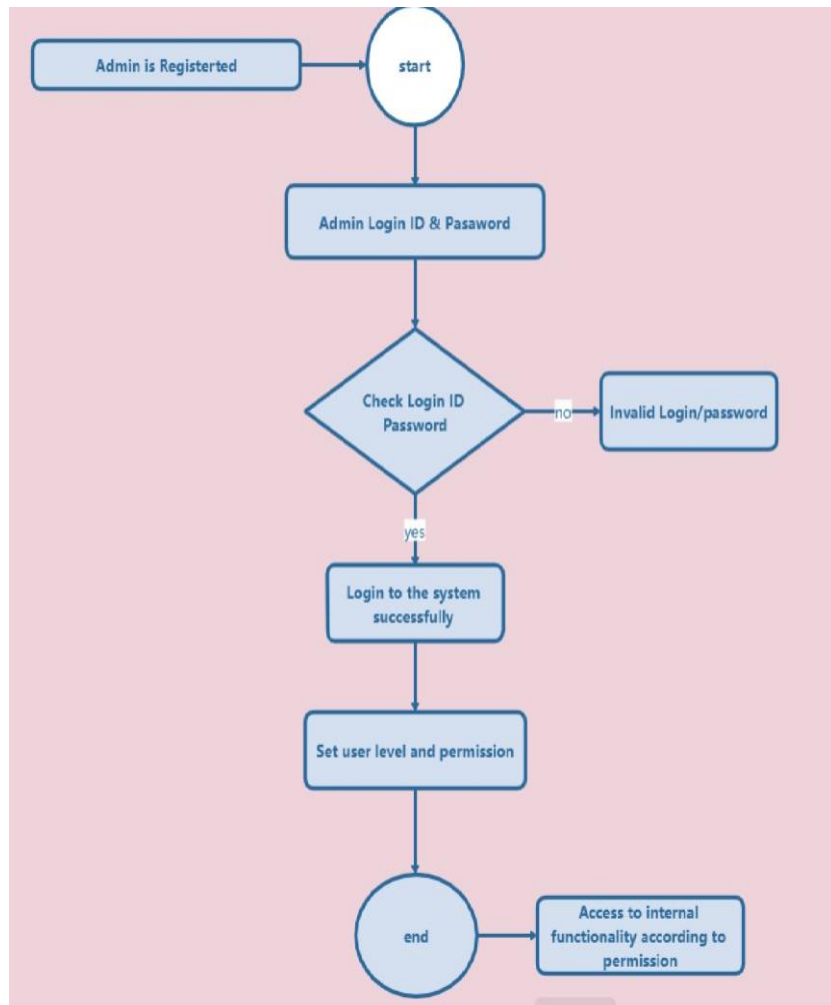 Admin is Registerted
start
Admin Login ID & Pasaword
Check Login ID
Password
no
Invalid Login/password
yes
Login to the system
successfully
Set user level and permission
end
Access to internal
functionality according to
permission